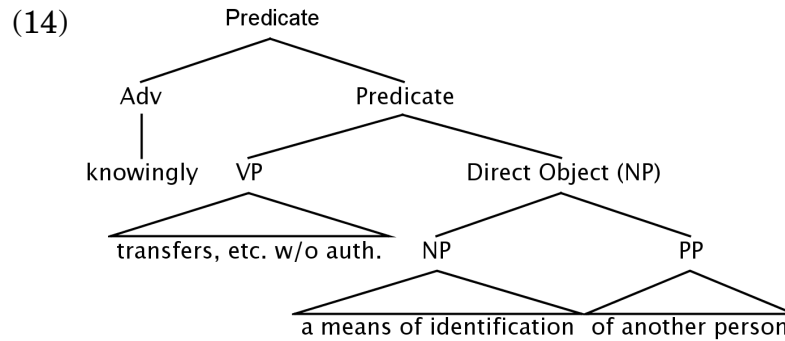 (14) Predicate
Adv Predicate
knowingly VP Direct Object (NP)
transfers, etc. w/o auth. NP PP
a means of identification of another person